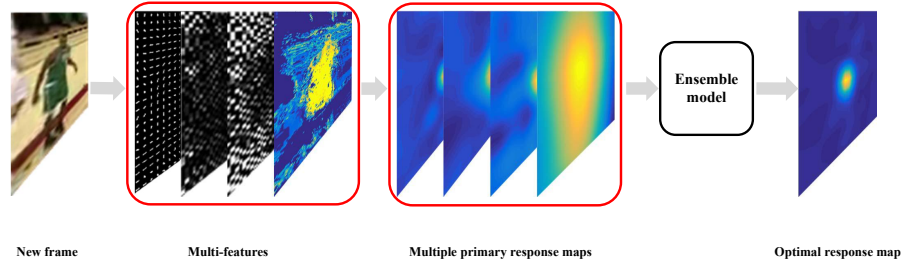 Ensemble
model
New frame
Multi-features
Multiple primary response maps
Optimal response map